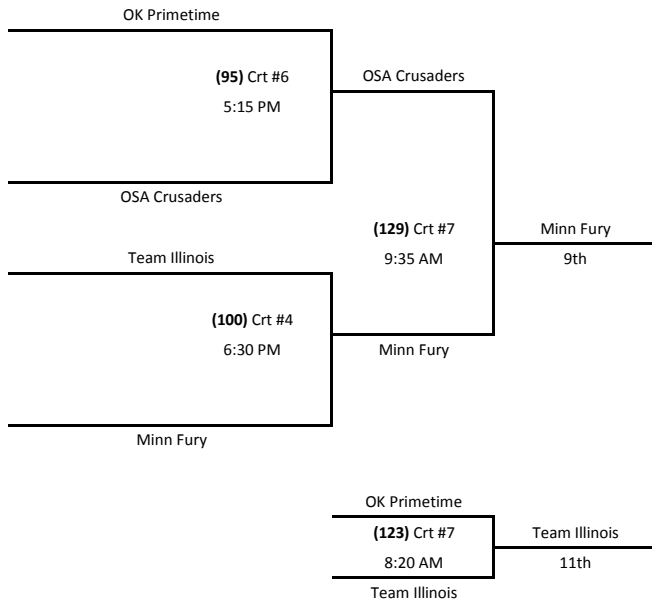 OK Primetime
(95) Crt #6
5:15 PM
OSA Crusaders
OSA Crusaders
(129) Crt #7
9:35 AM
Minn Fury
9th
Team Illinois
(100) Crt #4
6:30 PM
Minn Fury
Minn Fury
OK Primetime
(123) Crt #7
8:20 AM
Team Illinois
Team Illinois
11th